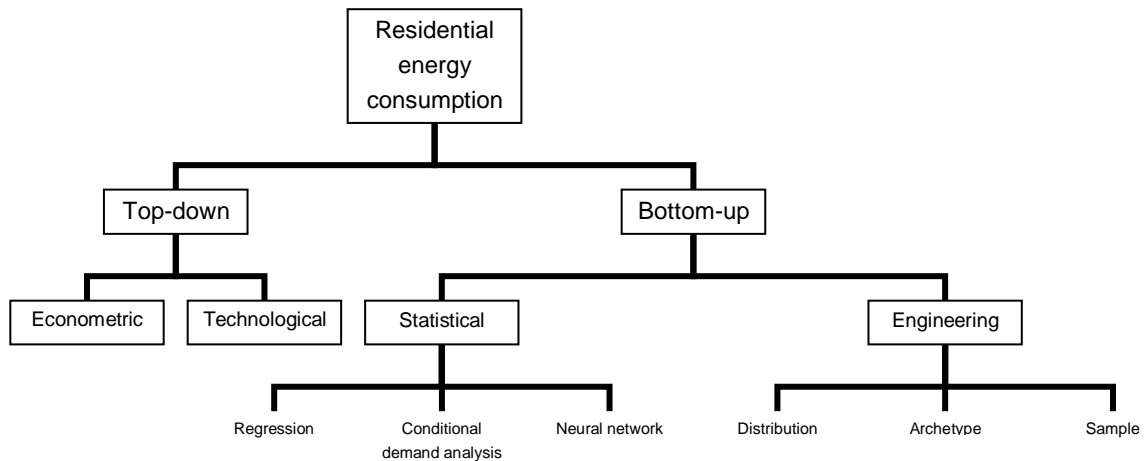 Residential
energy
consumption
Top-down
Bottom-up
Econometric
Technological
Statistical
Engineering
Regression
Conditional
demand analysis
Neural network
Distribution
Archetype
Sample